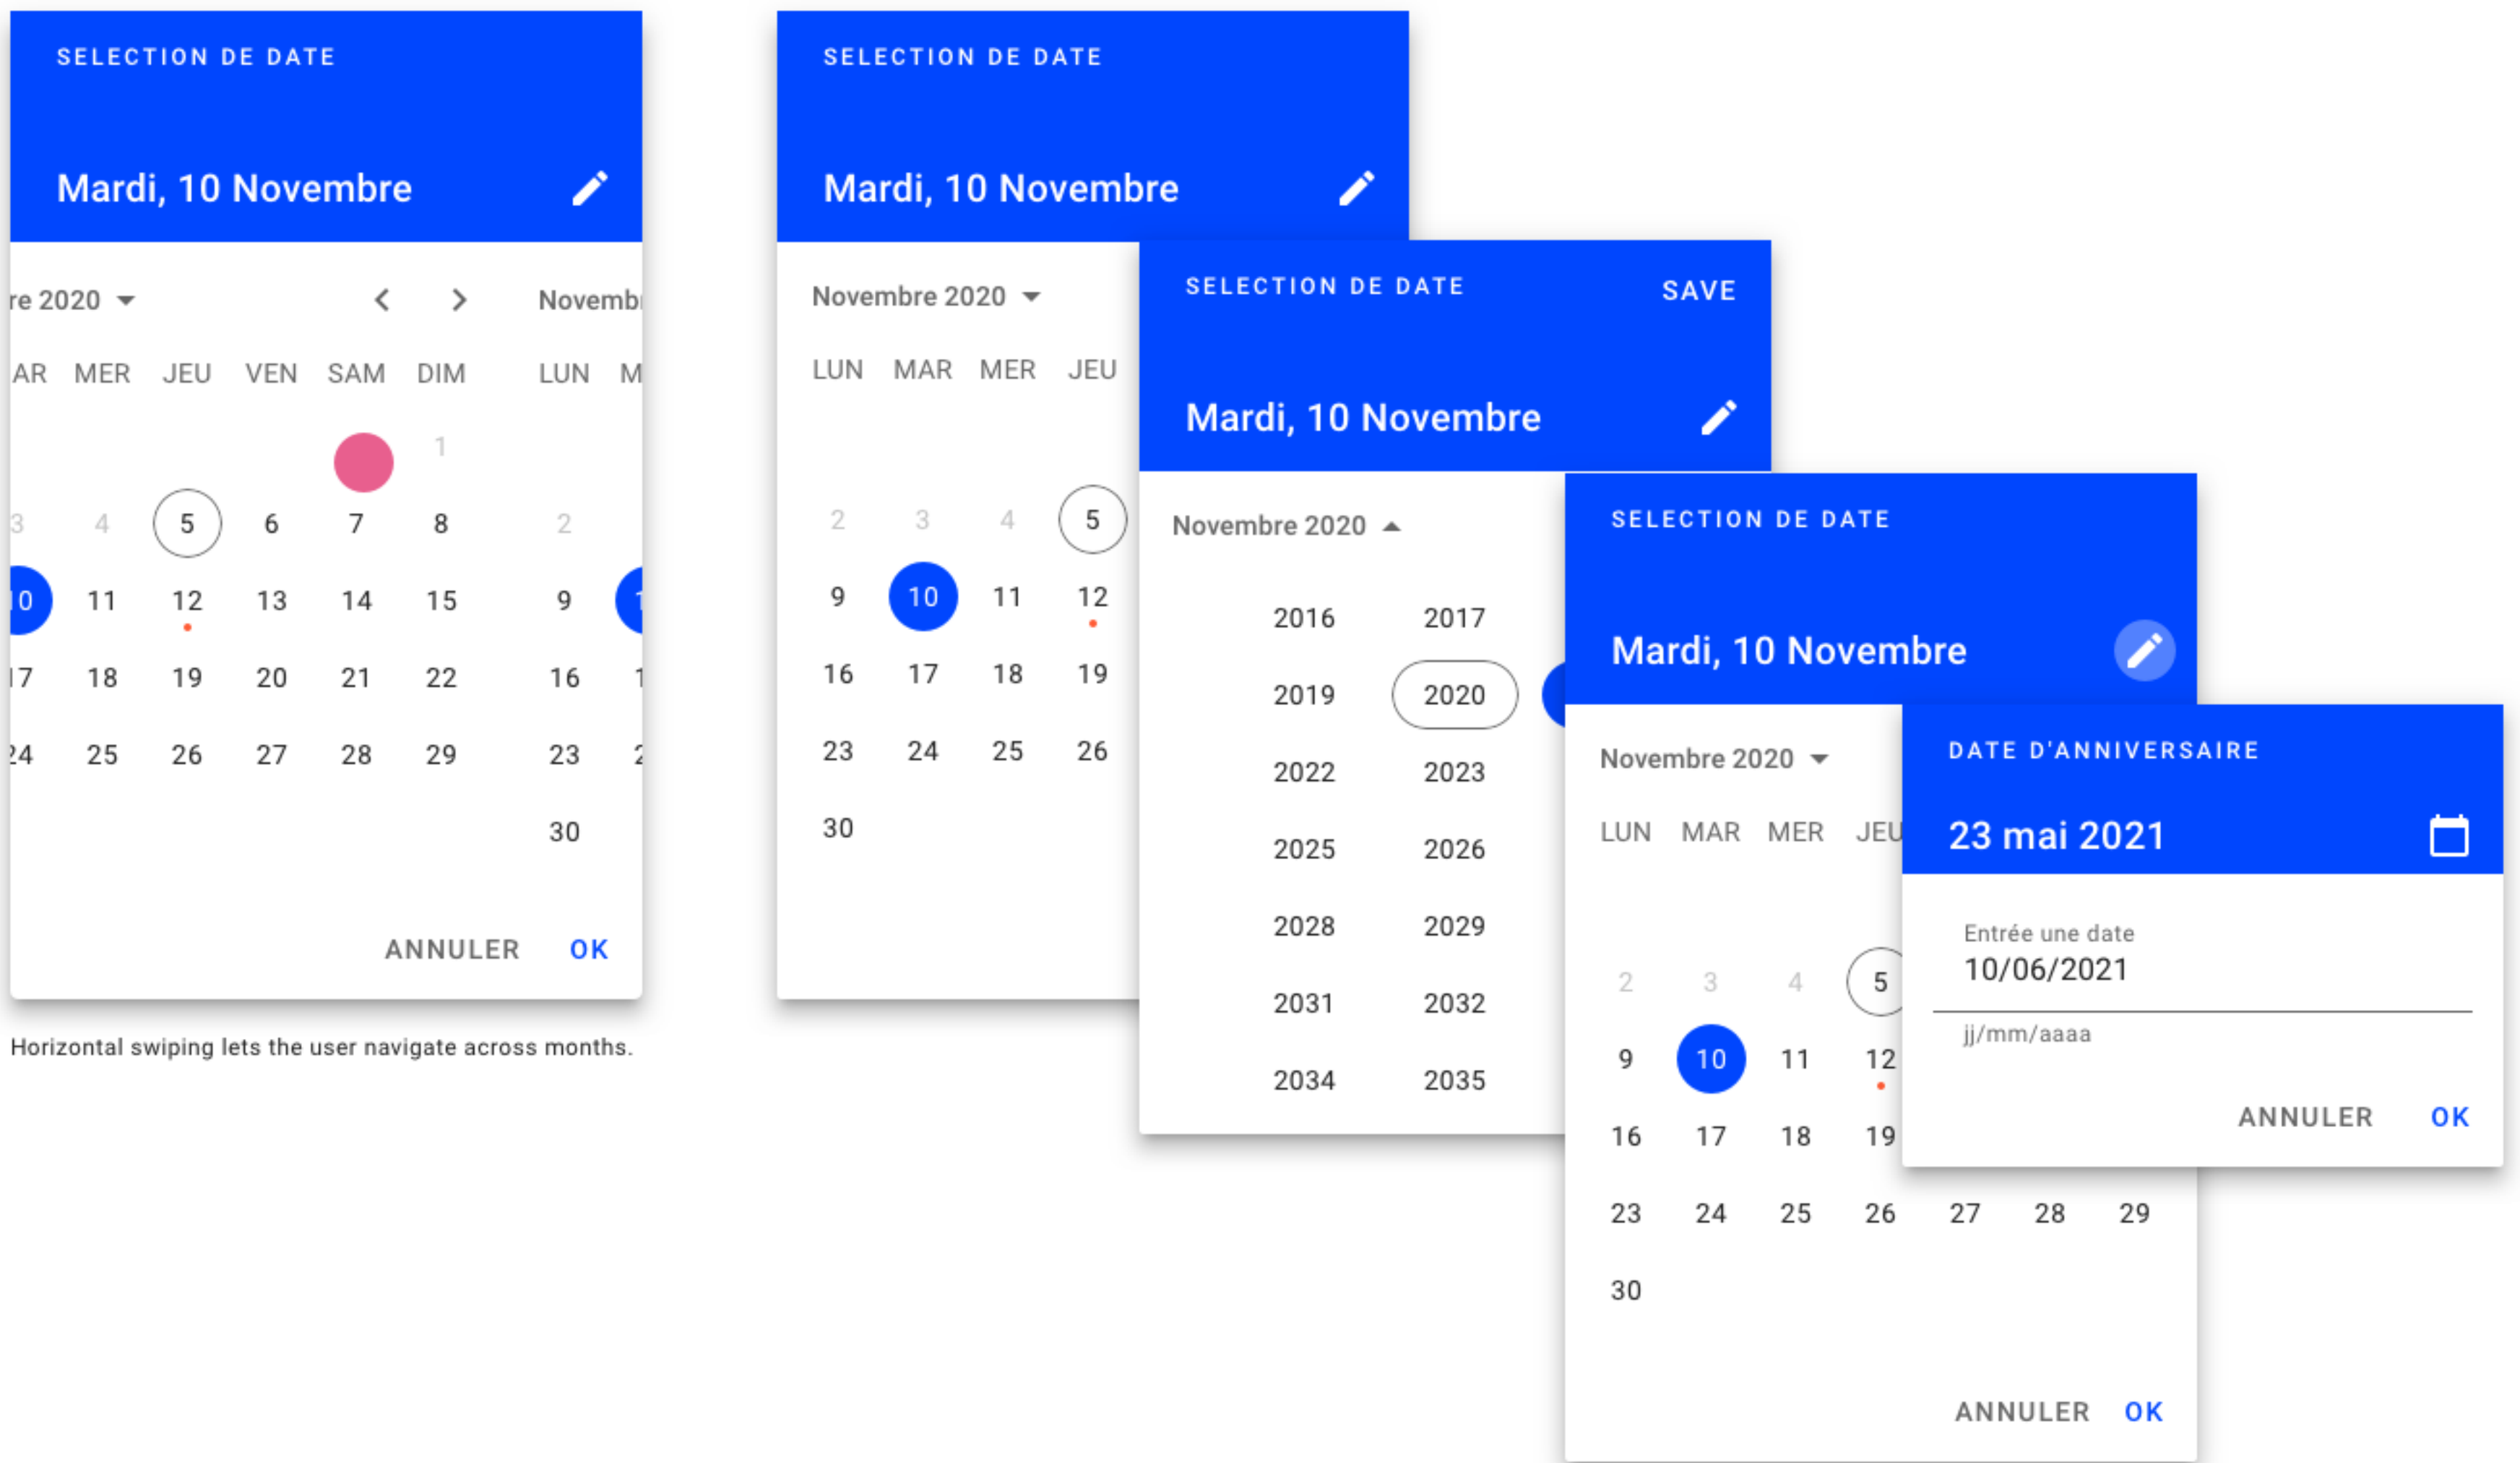 SELECTION DE DATE
Mardi, 10 Novembre
re 2020
Novembr
AR MER JEU VEN SAM DIM LUN M
1
3 4 5 6 7 8 2
10 11 12 13 14 15 9 1
17 18 19 20 21 22 16 1
24 25 26 27 28 29 23 2
30
ANNULER OK
Horizontal swiping lets the user navigate across months.
SELECTION DE DATE
Mardi, 10 Novembre
Novembre 2020
LUN MAR MER JEU
2 3 4 5
9 10 11 12
16 17 18 19
23 24 25 26
30
SELECTION DE DATE SAVE
Mardi, 10 Novembre
Novembre 2020
2016 2017
2019 2020
2022 2023
2025 2026
2028 2029
2031 2032
2034 2035
SELECTION DE DATE
Mardi, 10 Novembre
Novembre 2020
LUN MAR MER JEU
2 3 4 5
9 10 11 12
16 17 18 19
23 24 25 26 27 28 29
30
ANNULER OK
DATE D'ANNIVERSAIRE
23 mai 2021
Entrée une date
10/06/2021
jj/mm/aaaa
ANNULER OK